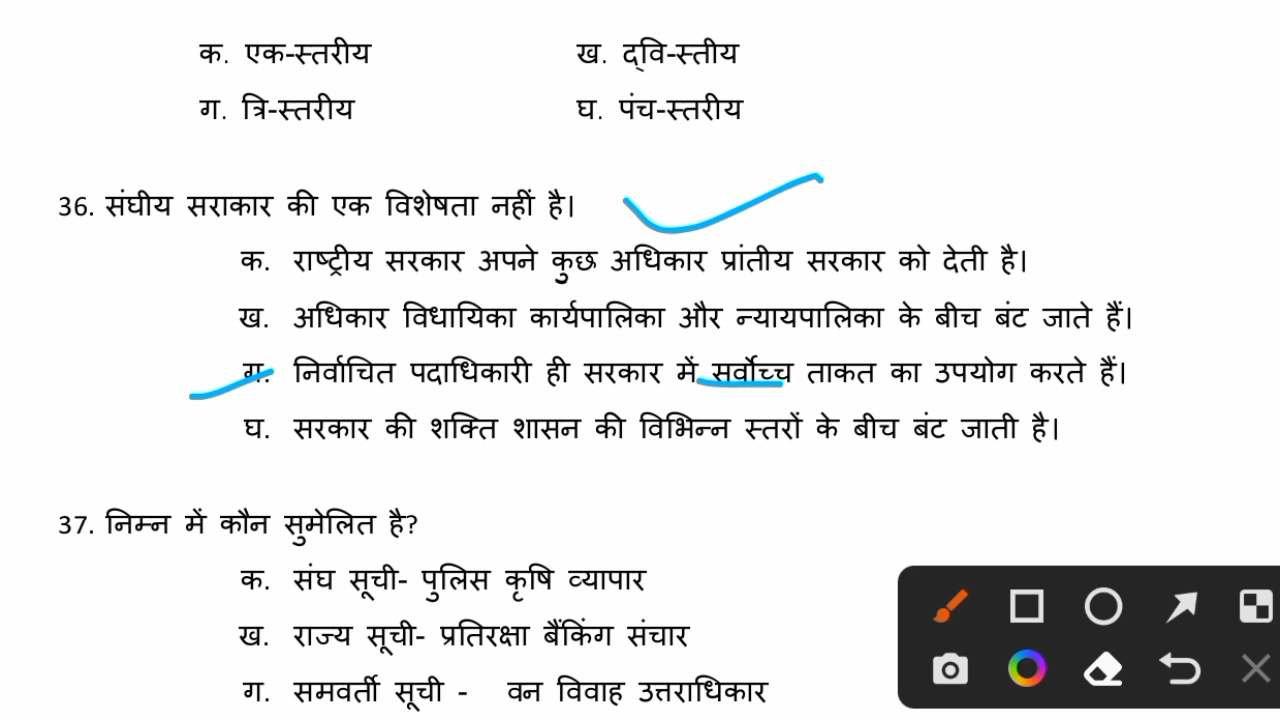 क. एक-स्तरीय ख. द्वि-स्तीय
ग. त्रि-स्तरीय घ. पंच-स्तरीय
36. संघीय सराकार की एक विशेषता नहीं है।
क. राष्ट्रीय सरकार अपने कुछ अधिकार प्रांतीय सरकार को देती है।
ख. अधिकार विधायिका कार्यपालिका और न्यायपालिका के बीच बंट जाते हैं।
ग. निर्वाचित पदाधिकारी ही सरकार में सर्वोच्च ताकत का उपयोग करते हैं।
घ. सरकार की शक्ति शासन की विभिन्न स्तरों के बीच बंट जाती है।
37. निम्न में कौन सुमेलित है?
क. संघ सूची- पुलिस कृषि व्यापार
ख. राज्य सूची- प्रतिरक्षा बैंकिंग संचार
ग. समवर्ती सूची - वन विवाह उत्तराधिकार